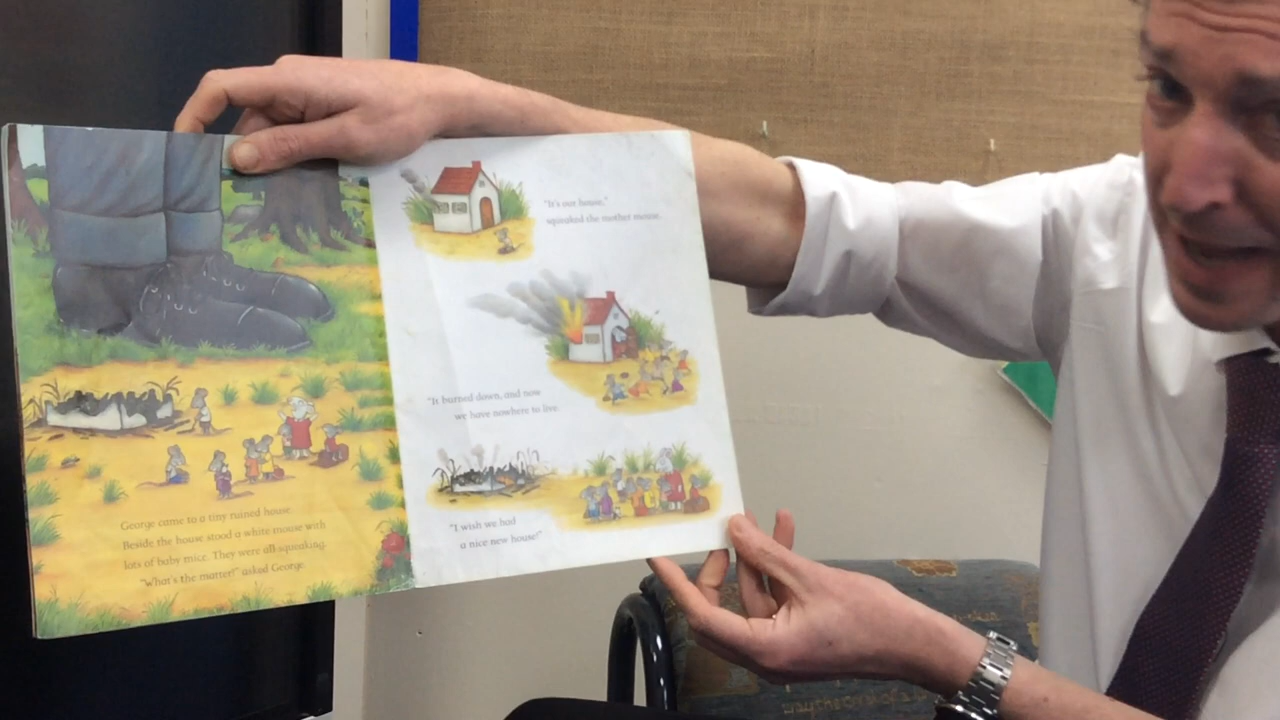 George came to a tiny ruined house.
Beside the house stood a white mouse with
lots of baby mice. They were all squeaking.
"What's the matter?" asked George.
"It's our house,"
squeaked the mother mouse.
"It burned down, and now
we have nowhere to live.
"I wish we had
a nice new house!"